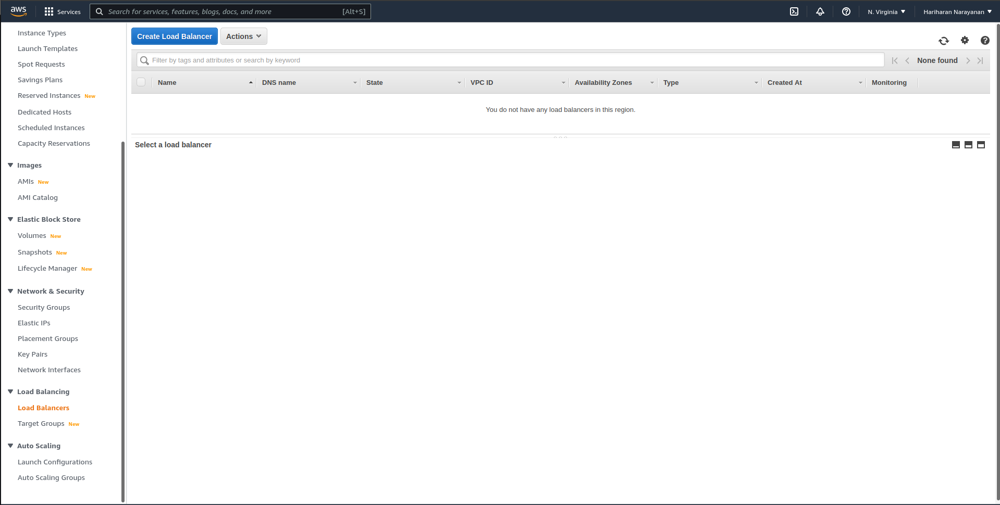 aws
Services
Search for services, features, blogs, docs, and more [Alt+S]
N. Virginia
Hariharan Narayanan
Instance Types
Launch Templates
Spot Requests
Savings Plans
Reserved Instances New
Dedicated Hosts
Scheduled Instances
Capacity Reservations
Images
AMIs New
AMI Catalog
Elastic Block Store
Volumes New
Snapshots New
Lifecycle Manager New
Network & Security
Security Groups
Elastic IPs
Placement Groups
Key Pairs
Network Interfaces
Load Balancing
Load Balancers
Target Groups New
Auto Scaling
Launch Configurations
Auto Scaling Groups
Create Load Balancer Actions
Filter by tags and attributes or search by keyword
None found
Name DNS name State VPC ID Availability Zones Type Created At Monitoring
You do not have any load balancers in this region.
Select a load balancer